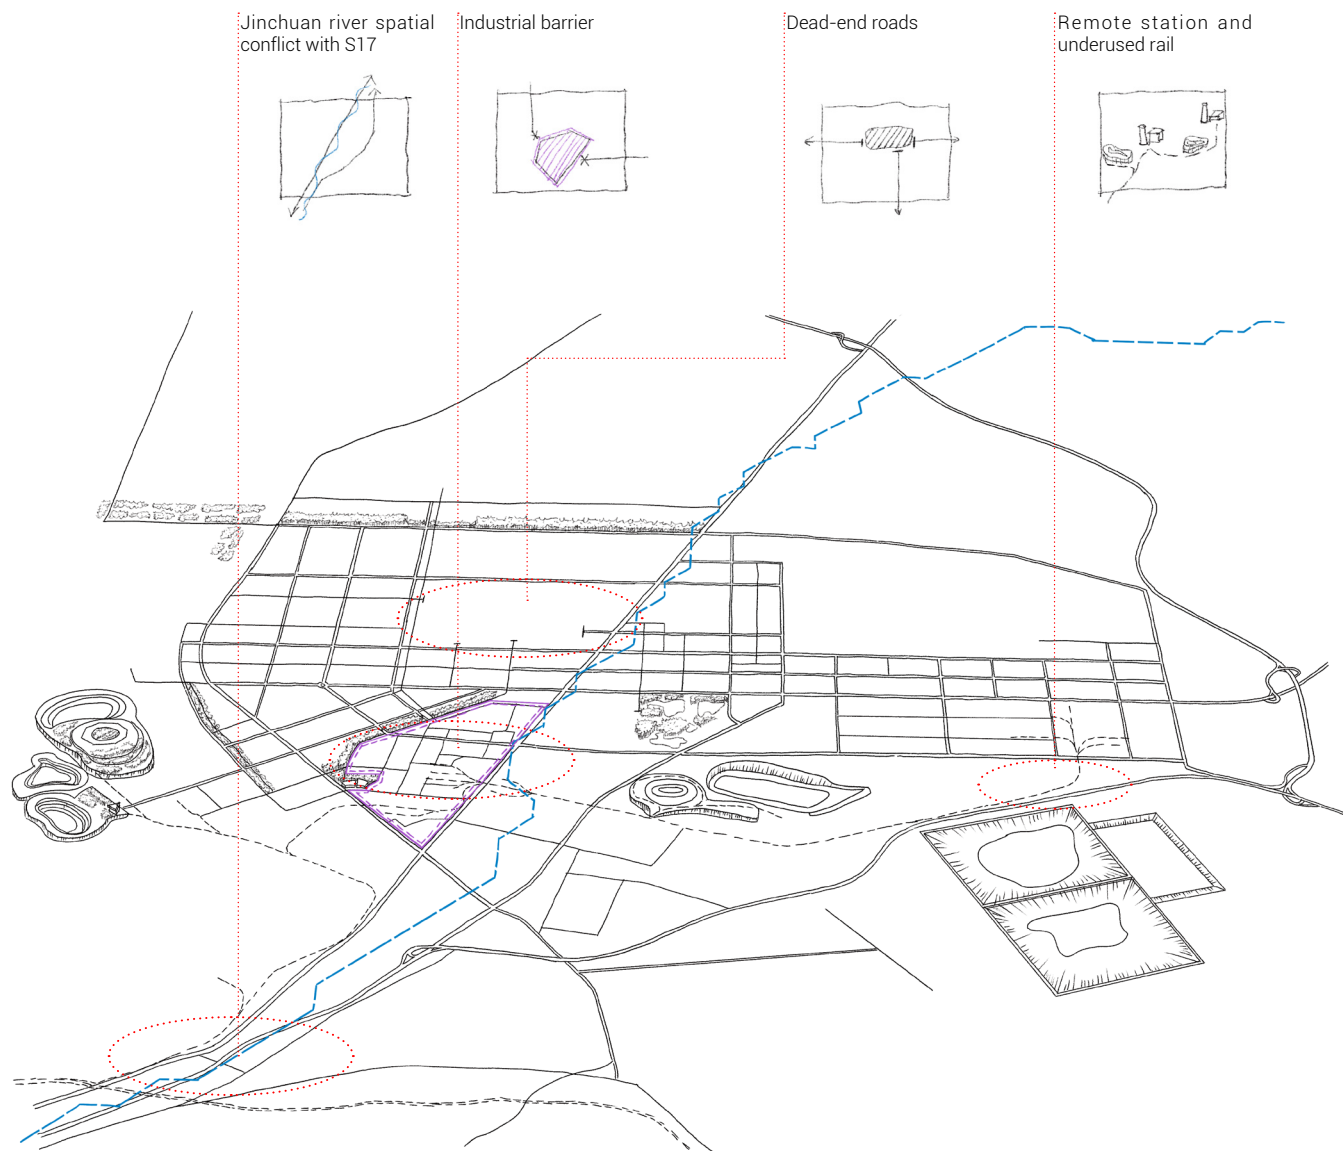 Jinchuan river spatial
conflict with S17
Industrial barrier
Dead-end roads
Remote station and
underused rail